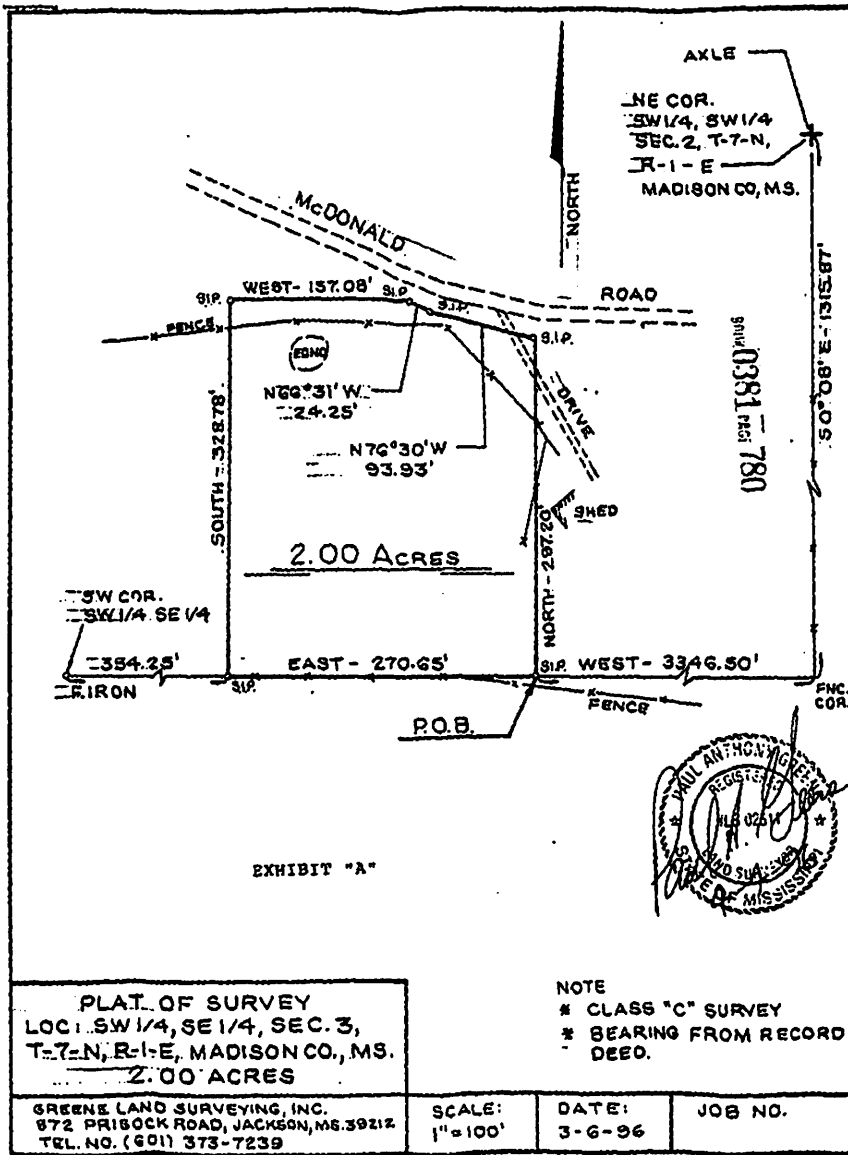 AXLE
NE COR.
SW1/4, SW1/4
SEC. 2, T-7-N,
R-1-E
MADISON CO, MS.
NORTH
McDONALD
ROAD
S.I.P.
WEST- 157.08'
S.I.P.
S.I.P.
S.I.P.
FENCE
N66°31' W
24.25'
N76°30' W
93.93'
DRIVE
SHED
SOUTH - 328.78'
2.00 ACRES
NORTH - 297.20'
S 0° 08' E - 1315.87'
BOOK 0381 PAGE 780
SW COR.
SW1/4 SE1/4
354.25'
EAST - 270.65'
S.I.P.
WEST- 3346.50'
F.IRON
S.I.P.
FENCE
FNC.
COR.
P.O.B.
PAUL ANTHONY GREENE
REGISTERED
LAND SURVEYOR
STATE OF MISSISSIPPI
EXHIBIT "A"
PLAT OF SURVEY
LOC: SW1/4, SE1/4, SEC. 3,
T-7-N, R-1-E, MADISON CO., MS.
2.00 ACRES
NOTE
* CLASS "C" SURVEY
* BEARING FROM RECORD
DEED.
GREENE LAND SURVEYING, INC.
872 PRISOCK ROAD, JACKSON, MS. 39212
TEL. NO. (601) 373-7239
SCALE:
1"=100'
DATE:
3-6-96
JOB NO.